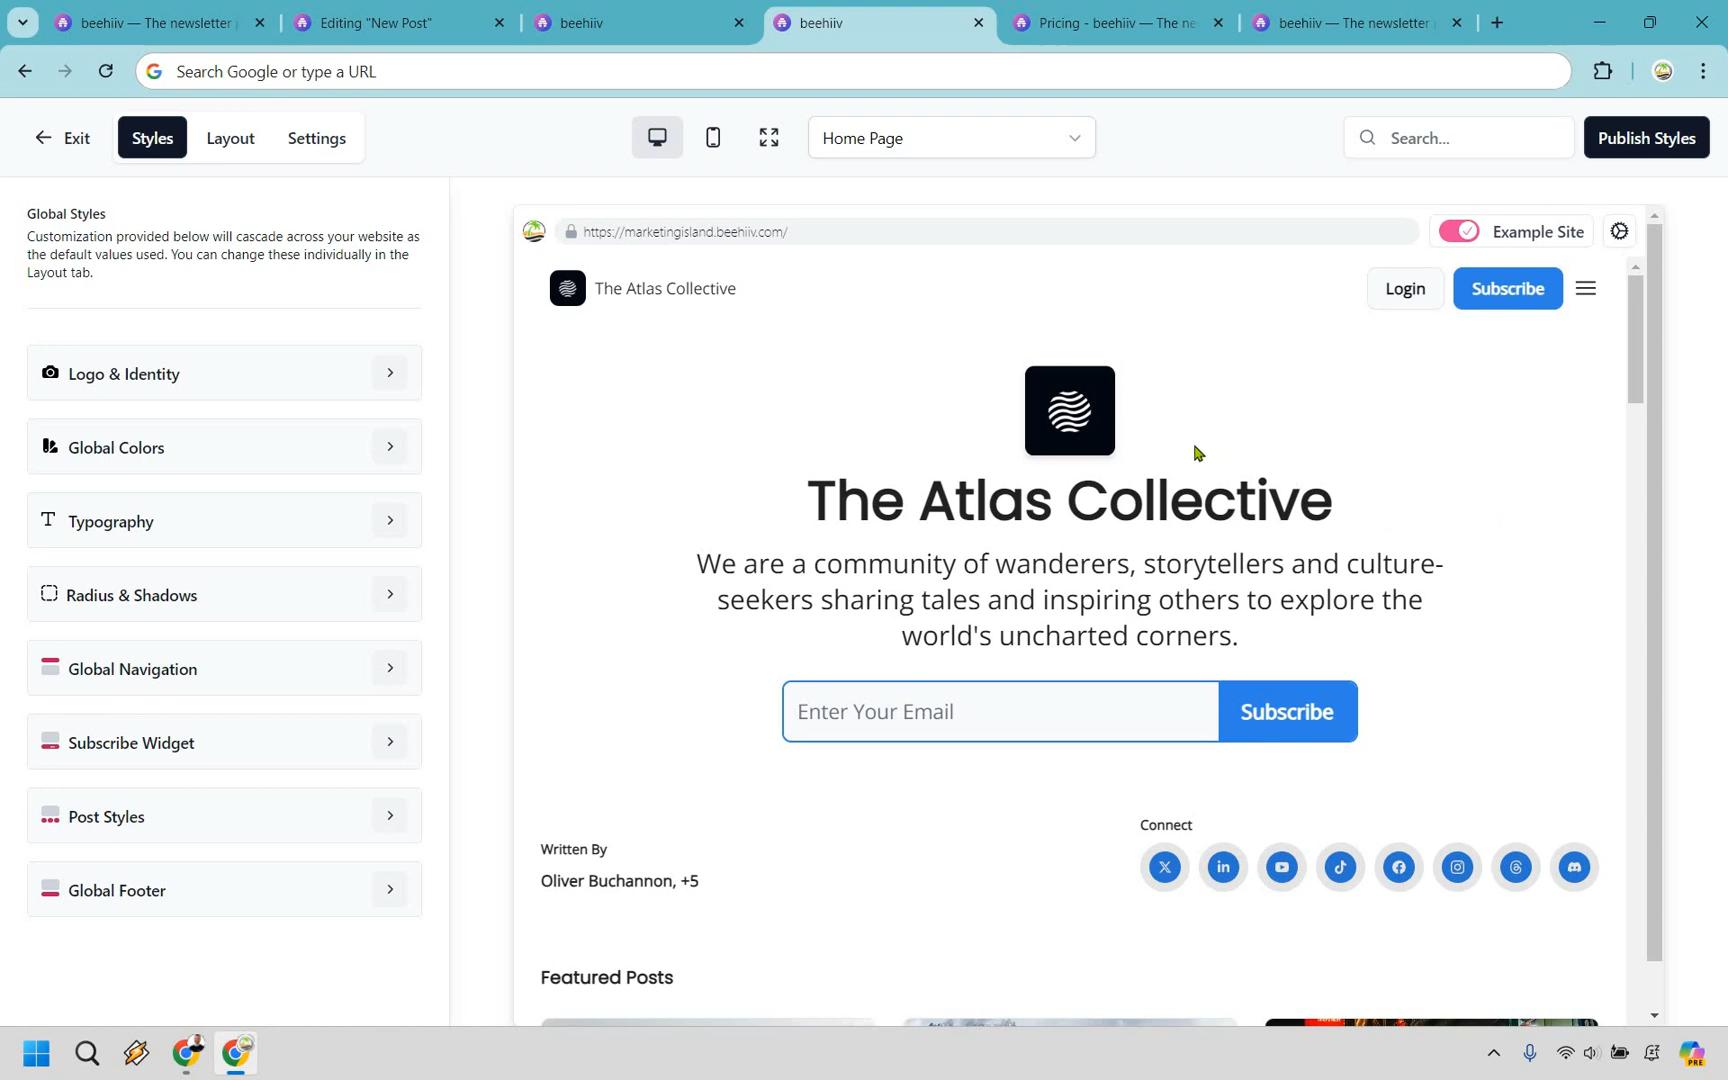 beehiiv — The newsletter
Editing "New Post"
beehiiv
beehiiv
Pricing - beehiiv — The ne
beehiiv — The newsletter
Search Google or type a URL
Exit
Styles
Layout
Settings
Home Page
Search...
Publish Styles
Global Styles
Customization provided below will cascade across your website as
the default values used. You can change these individually in the
Layout tab.
Logo & Identity
Global Colors
Typography
Radius & Shadows
Global Navigation
Subscribe Widget
Post Styles
Global Footer
https://marketingisland.beehiiv.com/
Example Site
The Atlas Collective
Login
Subscribe
The Atlas Collective
We are a community of wanderers, storytellers and culture-
seekers sharing tales and inspiring others to explore the
world's uncharted corners.
Enter Your Email
Subscribe
Written By
Oliver Buchannon, +5
Connect
Featured Posts
PRE